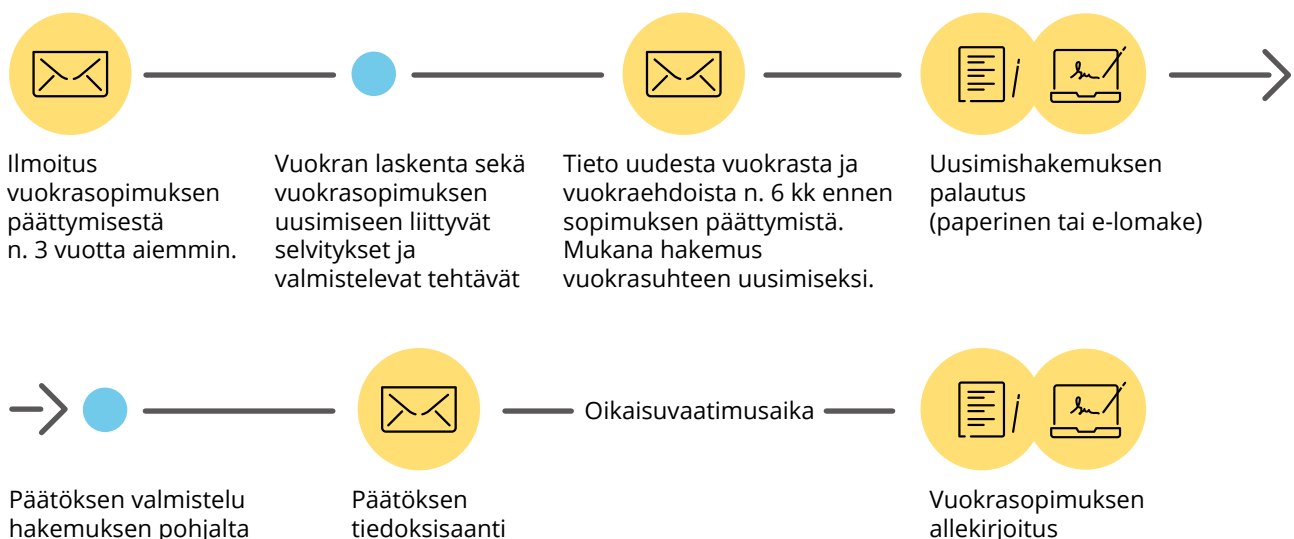 Ilmoitus
vuokrasopimuksen
päättymisestä
n. 3 vuotta aiemmin.
Vuokran laskenta sekä
vuokrasopimuksen
uusimiseen liittyvät
selvitykset ja
valmistelevat tehtävät
Tieto uudesta vuokrasta ja
vuokraehdoista n. 6 kk ennen
sopimuksen päättymistä.
Mukana hakemus
vuokrasuhteen uusimiseksi.
Uusimishakemuksen
palautus
(paperinen tai e-lomake)
Päätöksen valmistelu
hakemuksen pohjalta
Päätöksen
tiedoksisaanti
Oikaisuvaatimusaika
Vuokrasopimuksen
allekirjoitus